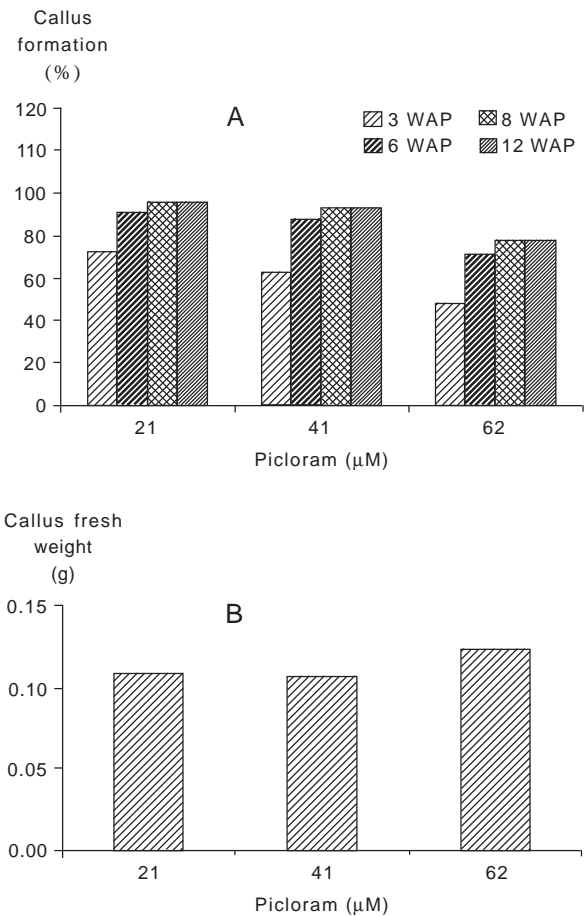 Callus
formation
(%)
A
120
110
100
80
60
40
20
0
3 WAP
8 WAP
6 WAP
12 WAP
21
41
62
Picloram (μM)
Callus fresh
weight
(g)
B
0.15
0.10
0.05
0.00
21
41
62
Picloram (μM)